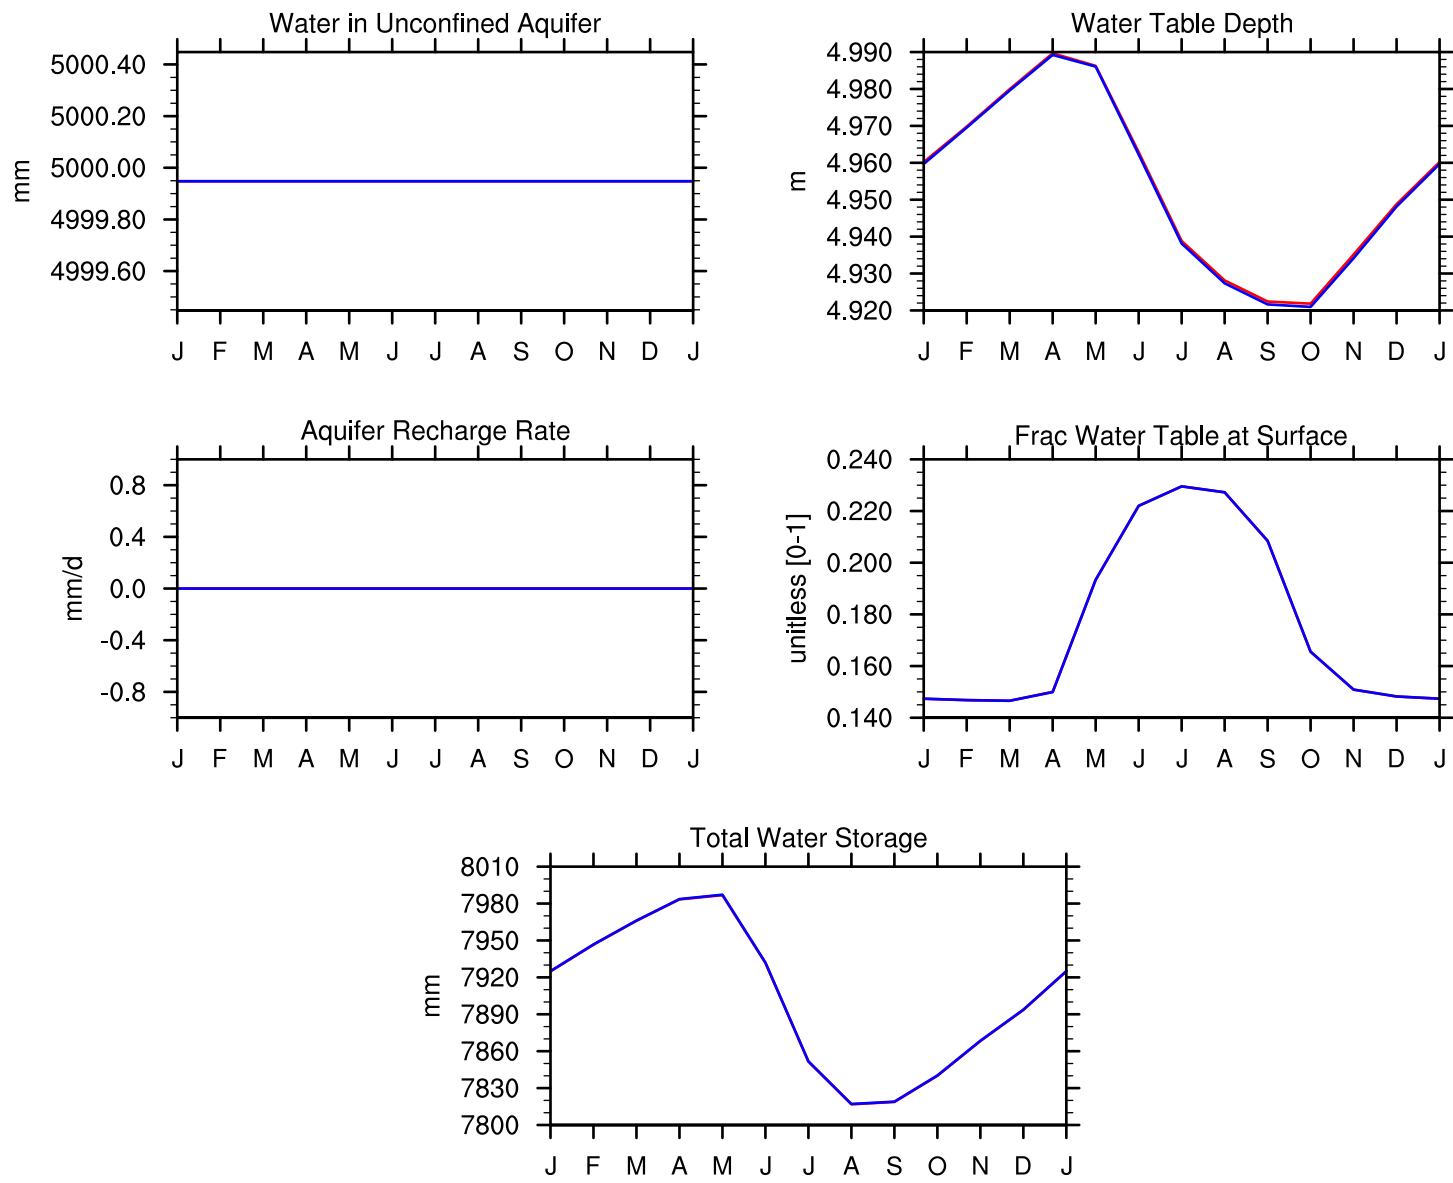 Water in Unconfined Aquifer
5000.40
5000.20
5000.00
4999.80
4999.60
mm
J F M A M J J A S O N D J
Water Table Depth
4.990
4.980
4.970
4.960
4.950
4.940
4.930
4.920
m
J F M A M J J A S O N D J
Aquifer Recharge Rate
0.8
0.4
0.0
-0.4
-0.8
mm/d
J F M A M J J A S O N D J
Frac Water Table at Surface
0.240
0.220
0.200
0.180
0.160
0.140
unitless [0-1]
J F M A M J J A S O N D J
Total Water Storage
8010
7980
7950
7920
7890
7860
7830
7800
mm
J F M A M J J A S O N D J